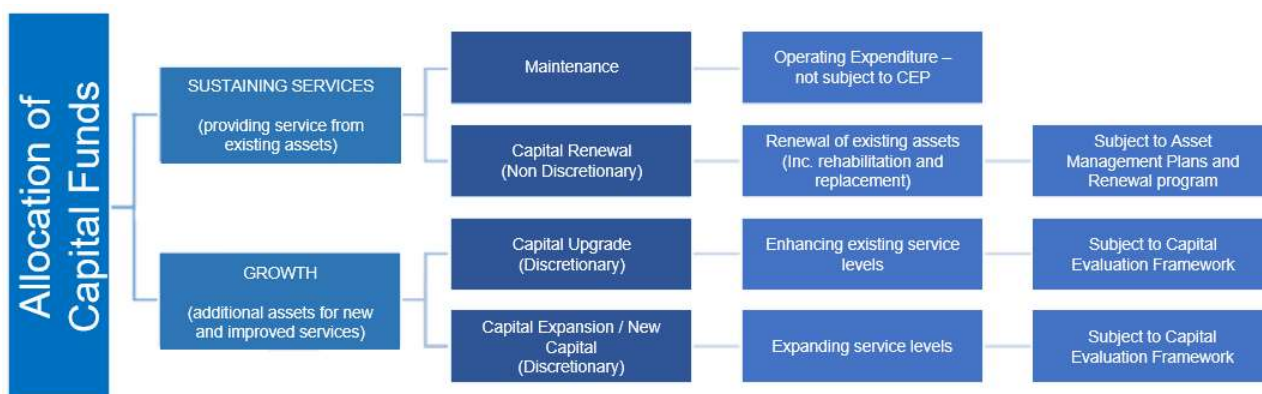 Allocation of
Capital Funds
SUSTAINING SERVICES
(providing service from
existing assets)
Maintenance
Operating Expenditure –
not subject to CEP
Capital Renewal
(Non Discretionary)
Renewal of existing assets
(Inc. rehabilitation and
replacement)
Subject to Asset
Management Plans and
Renewal program
GROWTH
(additional assets for new
and improved services)
Capital Upgrade
(Discretionary)
Enhancing existing service
levels
Subject to Capital
Evaluation Framework
Capital Expansion / New
Capital
(Discretionary)
Expanding service levels
Subject to Capital
Evaluation Framework